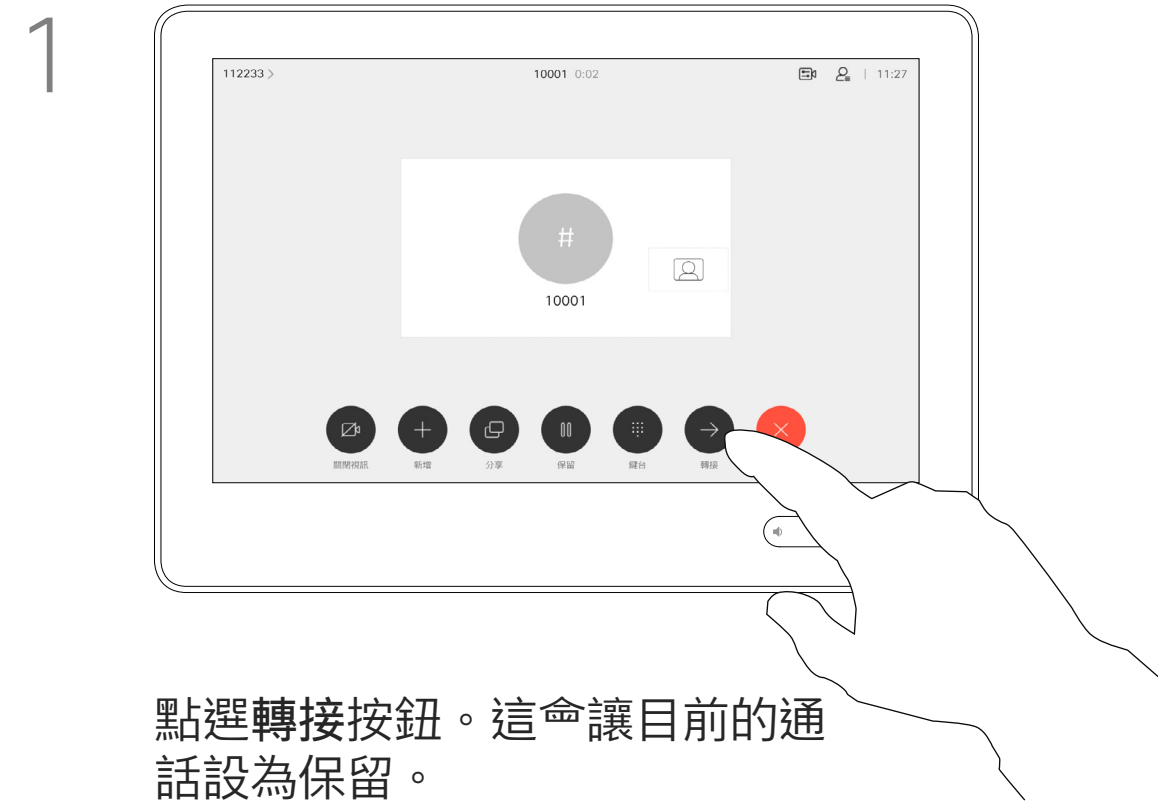 1
112233 >
10001 0:02
11:27
#
10001
關閉視訊
新增
分享
保留
鍵台
轉接
點選轉接按鈕。這會讓目前的通
話設為保留。